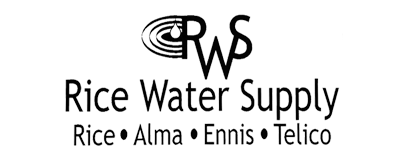 RWS
Rice Water Supply
Rice • Alma • Ennis • Telico